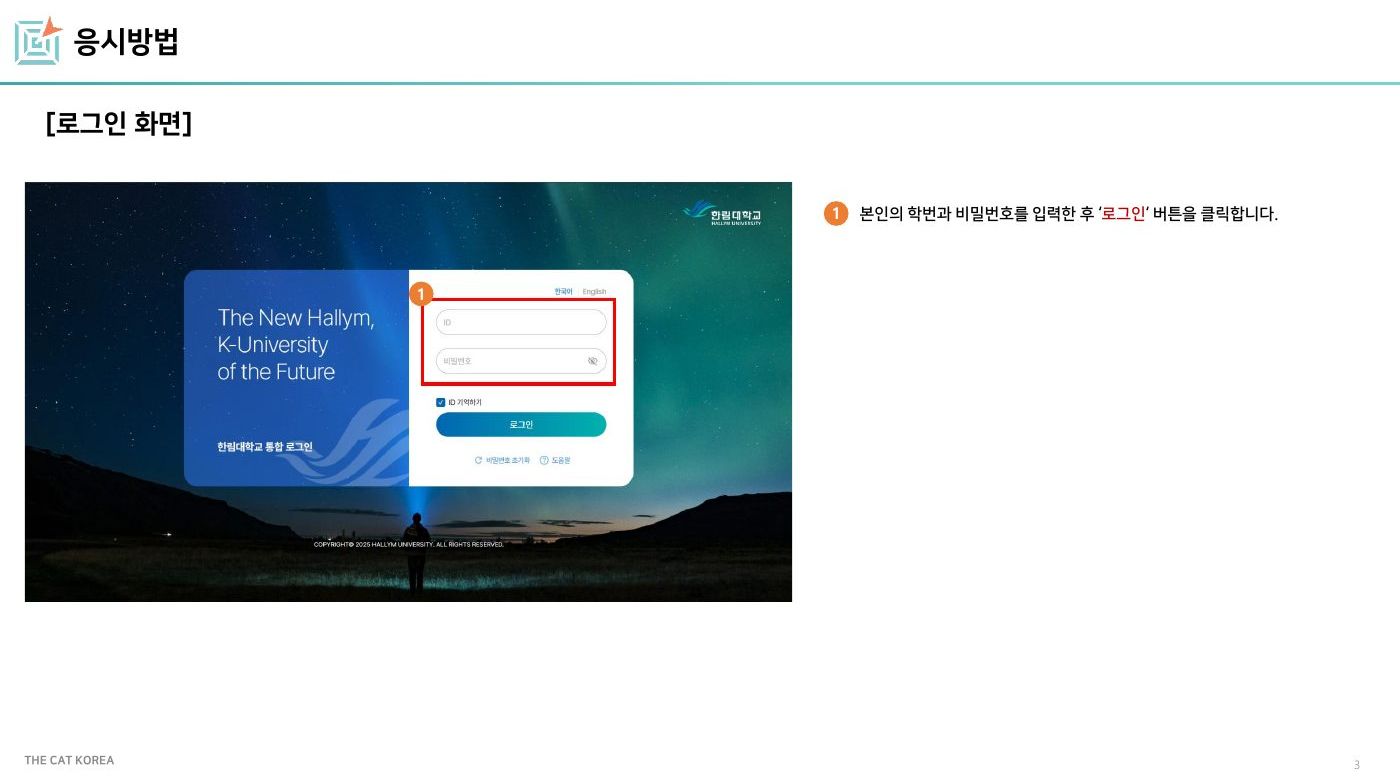 응시방법
[로그인 화면]
한림대학교
HALLYM UNIVERSITY
1
한국어 English
The New Hallym,
K-University
of the Future
한림대학교 통합 로그인
ID
비밀번호
ID 기억하기
로그인
비밀번호 초기화 도움말
COPYRIGHT© 2025 HALLYM UNIVERSITY. ALL RIGHTS RESERVED.
1 본인의 학번과 비밀번호를 입력한 후 ‘로그인’ 버튼을 클릭합니다.
THE CAT KOREA
3